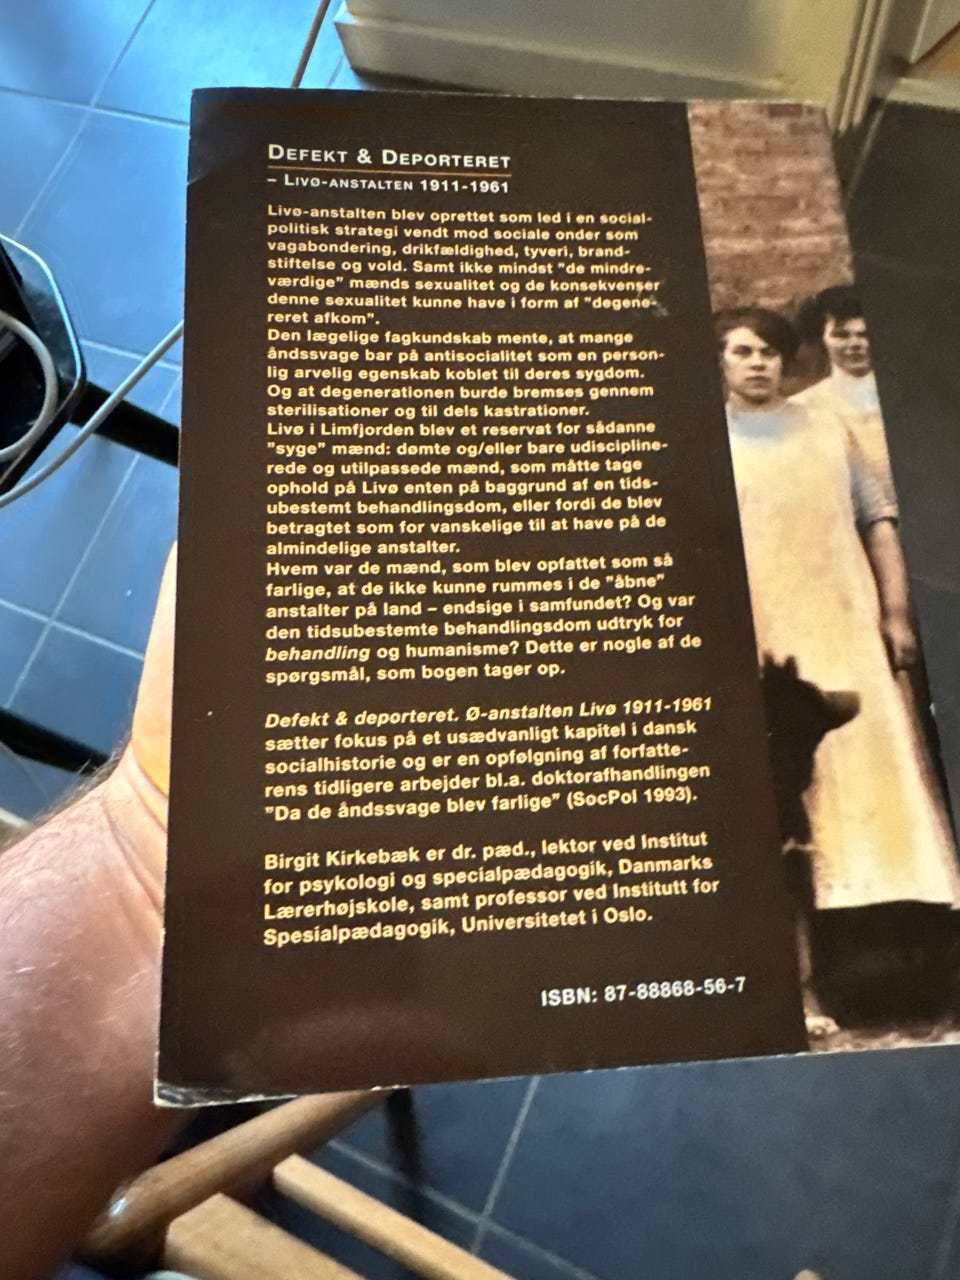 DEFEKT & DEPORTERET
– LIVØ-ANSTALTEN 1911-1961
Livø-anstalten blev oprettet som led i en social-
politisk strategi vendt mod sociale onder som
vagabondering, drikfældighed, tyveri, brand-
stiftelse og vold. Samt ikke mindst "de mindre-
værdige" mænds sexualitet og de konsekvenser
denne sexualitet kunne have i form af "degene-
reret afkom".
Den lægelige fagkundskab mente, at mange
åndssvage bar på antisocialitet som en person-
lig arvelig egenskab koblet til deres sygdom.
Og at degenerationen burde bremses gennem
sterilisationer og til dels kastrationer.
Livø i Limfjorden blev et reservat for sådanne
"syge" mænd: dømte og/eller bare udiscipline-
rede og utilpassede mænd, som måtte tage
ophold på Livø enten på baggrund af en tids-
ubestemt behandlingsdom, eller fordi de blev
betragtet som for vanskelige til at have på de
almindelige anstalter.
Hvem var de mænd, som blev opfattet som så
farlige, at de ikke kunne rummes i de "åbne"
anstalter på land – endsige i samfundet? Og var
den tidsubestemte behandlingsdom udtryk for
behandling og humanisme? Dette er nogle af de
spørgsmål, som bogen tager op.
Defekt & deporteret. Ø-anstalten Livø 1911-1961
sætter fokus på et usædvanligt kapitel i dansk
socialhistorie og er en opfølgning af forfatte-
rens tidligere arbejder bl.a. doktorafhandlingen
"Da de åndssvage blev farlige" (SocPol 1993).
Birgit Kirkebæk er dr. pæd., lektor ved Institut
for psykologi og specialpædagogik, Danmarks
Lærerhøjskole, samt professor ved Institutt for
Spesialpædagogik, Universitetet i Oslo.
ISBN: 87-88868-56-7